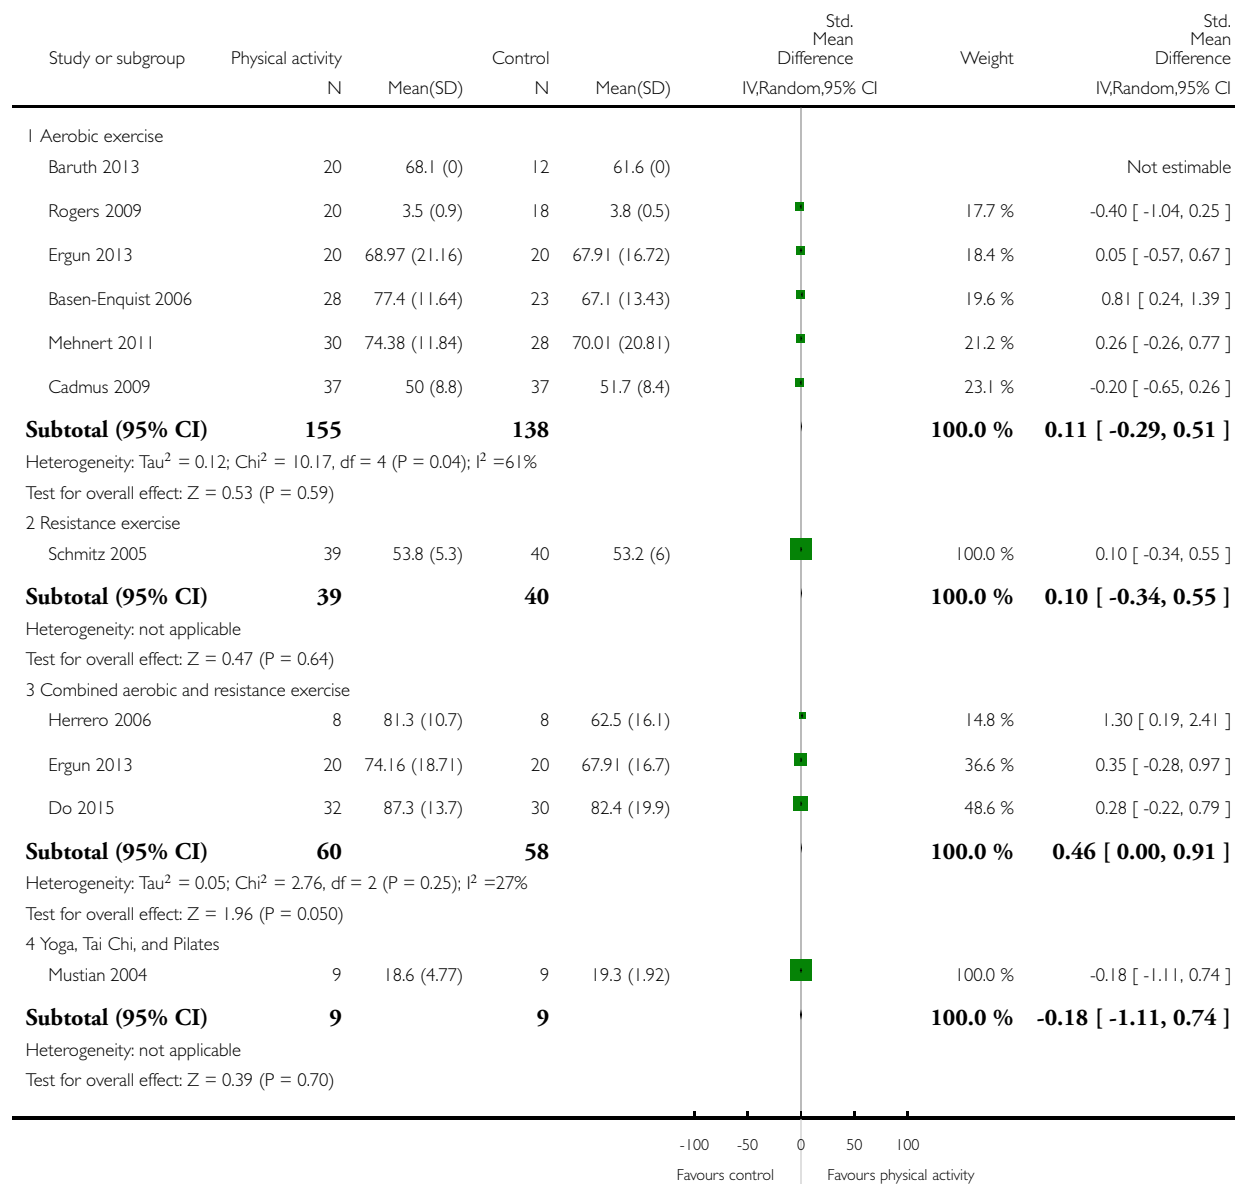 Std.
Mean
Difference
Std.
Mean
Difference
Study or subgroup Physical activity Control Weight
N Mean(SD) N Mean(SD) IV,Random,95% CI IV,Random,95% CI
1 Aerobic exercise
Baruth 2013 20 68.1 (0) 12 61.6 (0) Not estimable
Rogers 2009 20 3.5 (0.9) 18 3.8 (0.5) 17.7 % -0.40 [ -1.04, 0.25 ]
Ergun 2013 20 68.97 (21.16) 20 67.91 (16.72) 18.4 % 0.05 [ -0.57, 0.67 ]
Basen-Enquist 2006 28 77.4 (11.64) 23 67.1 (13.43) 19.6 % 0.81 [ 0.24, 1.39 ]
Mehnert 2011 30 74.38 (11.84) 28 70.01 (20.81) 21.2 % 0.26 [ -0.26, 0.77 ]
Cadmus 2009 37 50 (8.8) 37 51.7 (8.4) 23.1 % -0.20 [ -0.65, 0.26 ]
Subtotal (95% CI) 155 138 100.0 % 0.11 [ -0.29, 0.51 ]
Heterogeneity: Tau² = 0.12; Chi² = 10.17, df = 4 (P = 0.04); I² =61%
Test for overall effect: Z = 0.53 (P = 0.59)
2 Resistance exercise
Schmitz 2005 39 53.8 (5.3) 40 53.2 (6) 100.0 % 0.10 [ -0.34, 0.55 ]
Subtotal (95% CI) 39 40 100.0 % 0.10 [ -0.34, 0.55 ]
Heterogeneity: not applicable
Test for overall effect: Z = 0.47 (P = 0.64)
3 Combined aerobic and resistance exercise
Herrero 2006 8 81.3 (10.7) 8 62.5 (16.1) 14.8 % 1.30 [ 0.19, 2.41 ]
Ergun 2013 20 74.16 (18.71) 20 67.91 (16.7) 36.6 % 0.35 [ -0.28, 0.97 ]
Do 2015 32 87.3 (13.7) 30 82.4 (19.9) 48.6 % 0.28 [ -0.22, 0.79 ]
Subtotal (95% CI) 60 58 100.0 % 0.46 [ 0.00, 0.91 ]
Heterogeneity: Tau² = 0.05; Chi² = 2.76, df = 2 (P = 0.25); I² =27%
Test for overall effect: Z = 1.96 (P = 0.050)
4 Yoga, Tai Chi, and Pilates
Mustian 2004 9 18.6 (4.77) 9 19.3 (1.92) 100.0 % -0.18 [ -1.11, 0.74 ]
Subtotal (95% CI) 9 9 100.0 % -0.18 [ -1.11, 0.74 ]
Heterogeneity: not applicable
Test for overall effect: Z = 0.39 (P = 0.70)
-100 -50 0 50 100
Favours control Favours physical activity